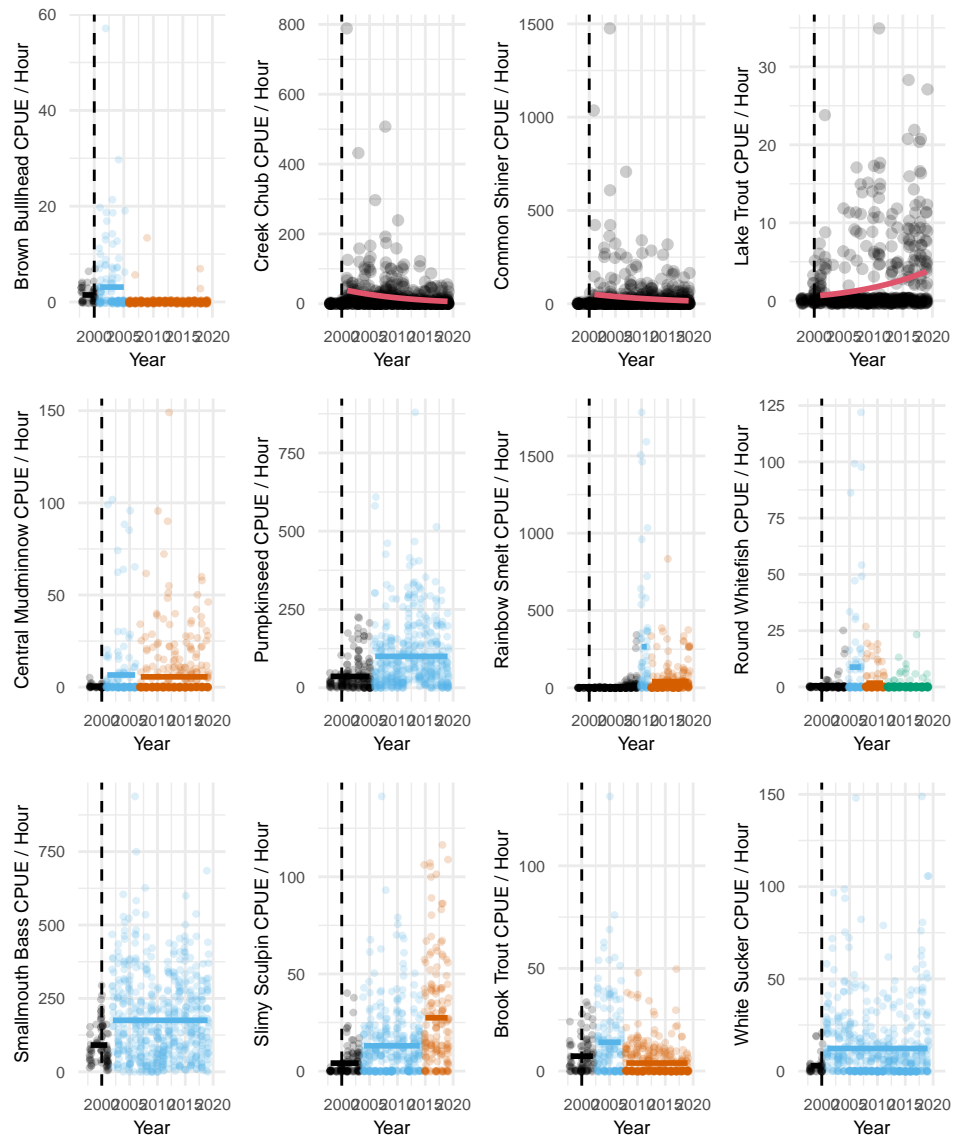 Brown Bullhead CPUE / Hour
60
40
20
0
2000 2005 2010 2015 2020
Year
Creek Chub CPUE / Hour
800
600
400
200
0
2000 2005 2010 2015 2020
Year
Common Shiner CPUE / Hour
1500
1000
500
0
2000 2005 2010 2015 2020
Year
Lake Trout CPUE / Hour
30
20
10
0
2000 2005 2010 2015 2020
Year
Central Mudminnow CPUE / Hour
150
100
50
0
2000 2005 2010 2015 2020
Year
Pumpkinseed CPUE / Hour
750
500
250
0
2000 2005 2010 2015 2020
Year
Rainbow Smelt CPUE / Hour
1500
1000
500
0
2000 2005 2010 2015 2020
Year
Round Whitefish CPUE / Hour
125
100
75
50
25
0
2000 2005 2010 2015 2020
Year
Smallmouth Bass CPUE / Hour
750
500
250
0
2000 2005 2010 2015 2020
Year
Slimy Sculpin CPUE / Hour
100
50
0
2000 2005 2010 2015 2020
Year
Brook Trout CPUE / Hour
100
50
0
2000 2005 2010 2015 2020
Year
White Sucker CPUE / Hour
150
100
50
0
2000 2005 2010 2015 2020
Year